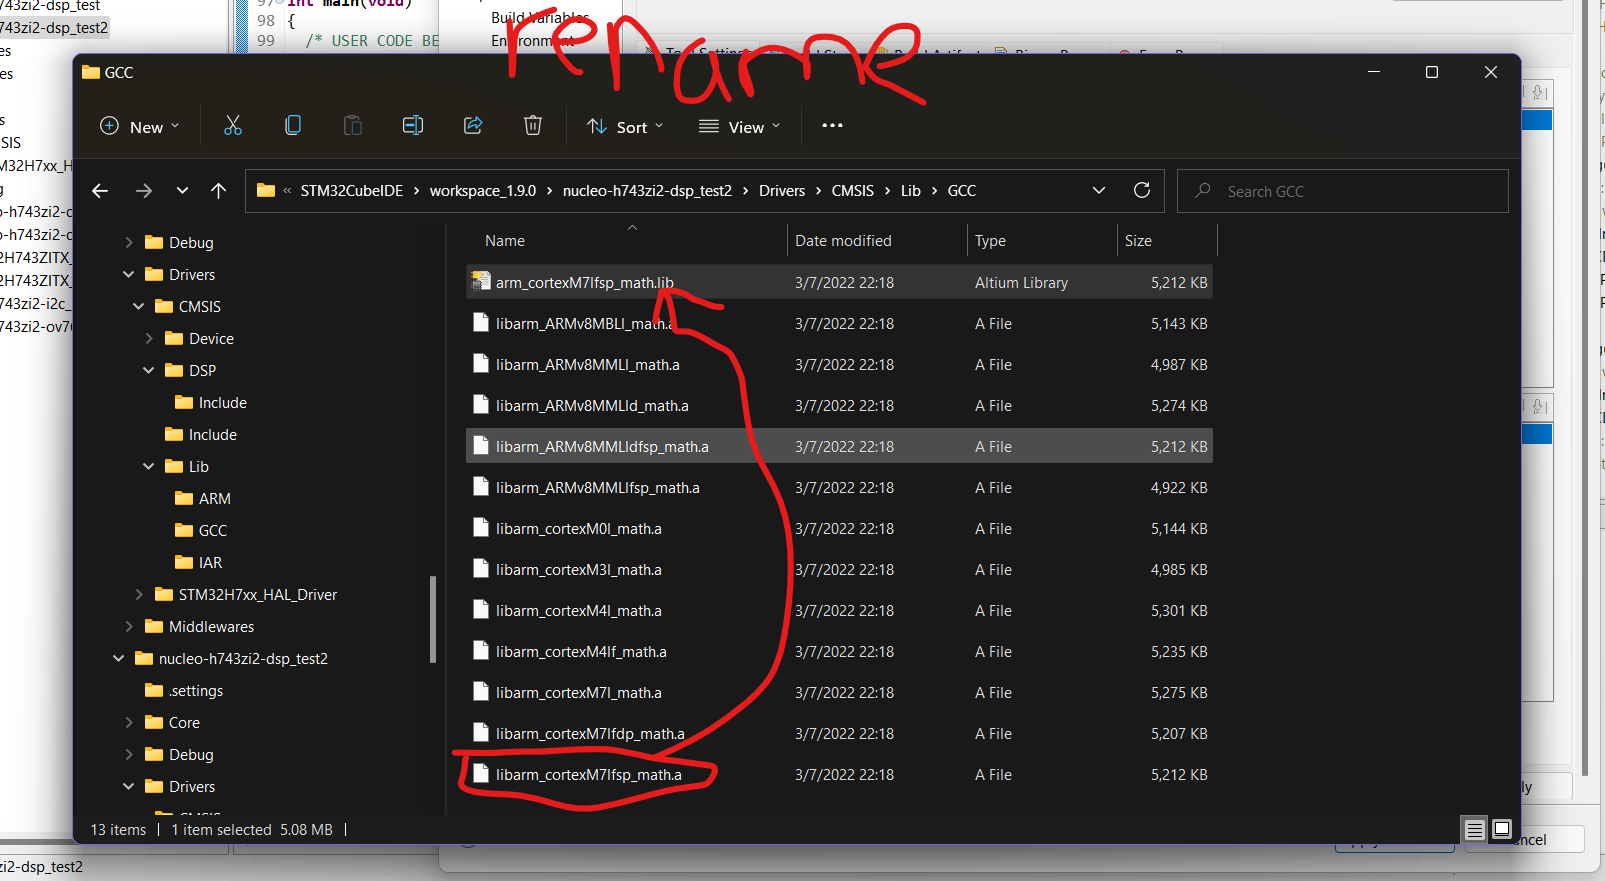 743zi2-dsp_test
743zi2-dsp_test2
98
99
int main(void)
{
/* USER CODE BE
Build Variables
Environment
rename
GCC
New
Sort
View
«
STM32CubeIDE
workspace_1.9.0
nucleo-h743zi2-dsp_test2
Drivers
CMSIS
Lib
GCC
Search GCC
Debug
Drivers
CMSIS
Device
DSP
Include
Include
Lib
ARM
GCC
IAR
STM32H7xx_HAL_Driver
Middlewares
nucleo-h743zi2-dsp_test2
.settings
Core
Debug
Drivers
Name Date modified Type Size
arm_cortexM7lfsp_math.lib 3/7/2022 22:18 Altium Library 5,212 KB
libarm_ARMv8MBLl_math.a 3/7/2022 22:18 A File 5,143 KB
libarm_ARMv8MMLl_math.a 3/7/2022 22:18 A File 4,987 KB
libarm_ARMv8MMLld_math.a 3/7/2022 22:18 A File 5,274 KB
libarm_ARMv8MMLldfsp_math.a 3/7/2022 22:18 A File 5,212 KB
libarm_ARMv8MMLlfsp_math.a 3/7/2022 22:18 A File 4,922 KB
libarm_cortexM0l_math.a 3/7/2022 22:18 A File 5,144 KB
libarm_cortexM3l_math.a 3/7/2022 22:18 A File 4,985 KB
libarm_cortexM4l_math.a 3/7/2022 22:18 A File 5,301 KB
libarm_cortexM4lf_math.a 3/7/2022 22:18 A File 5,235 KB
libarm_cortexM7l_math.a 3/7/2022 22:18 A File 5,275 KB
libarm_cortexM7lfdp_math.a 3/7/2022 22:18 A File 5,207 KB
libarm_cortexM7lfsp_math.a 3/7/2022 22:18 A File 5,212 KB
13 items
1 item selected 5.08 MB
zi2-dsp_test2